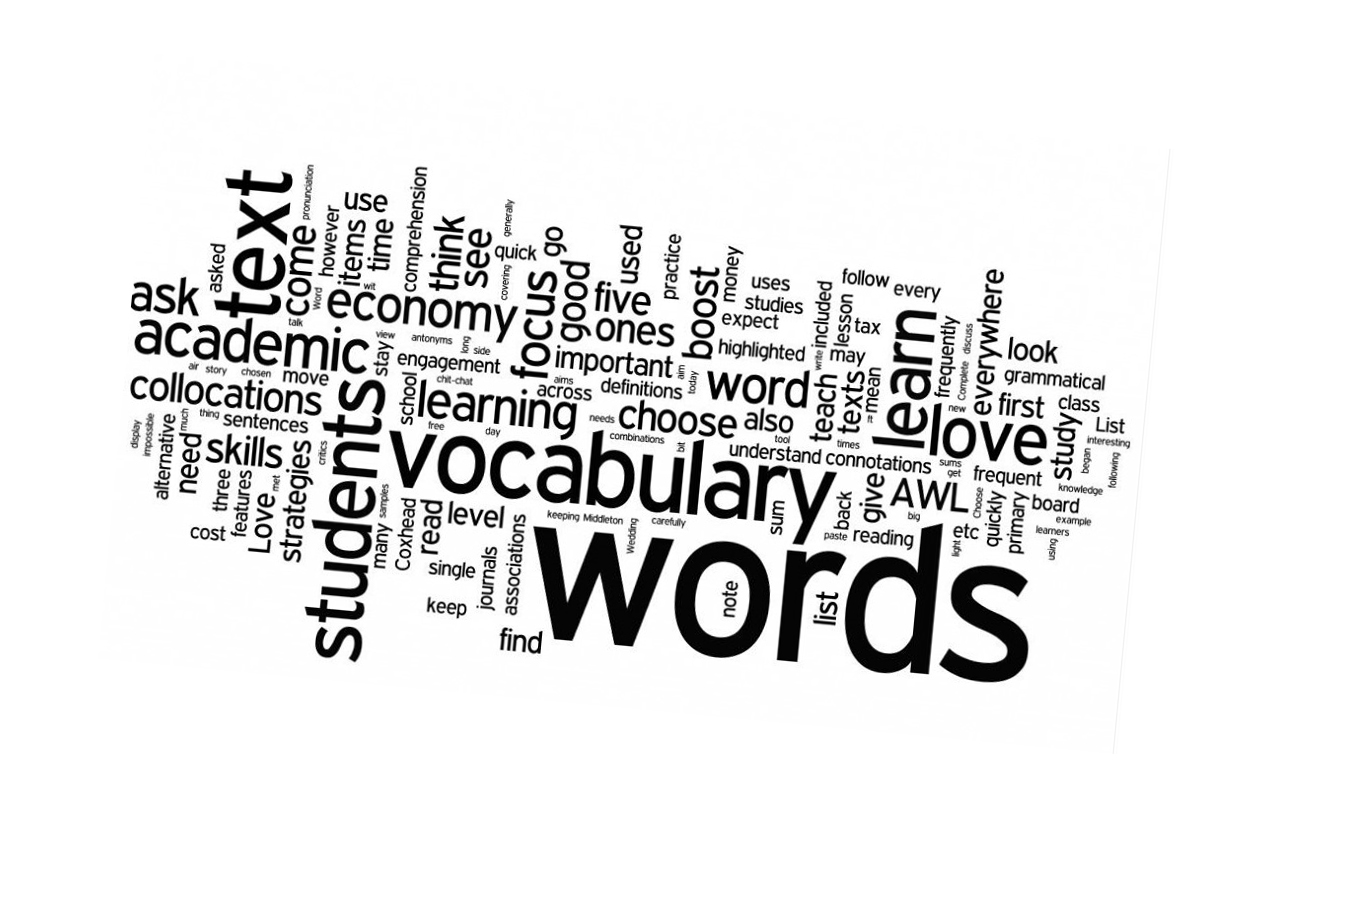 text
pronunciation
use
comprehension
asked
come
however
items
time
think
see
generally
quick
go
used
practice
money
uses
follow
every
everywhere
ask
Word
wit
economy
covering
focus
good
five
boost
studies
included
lesson
talk
ones
expect
tax
learn
frequently
discuss
look
academic
view
stay
antonyms
long
side
engagement
important
highlighted
write
may
grammatical
air
story
chosen
move
chit-chat
aims
across
definitions
aim
today
word
teach
texts
mean
Complete
new
first
class
collocations
students
school
learning
needs
choose
also
It
love
study
List
display
impossible
alternative
much
thing
sentences
free
day
combinations
bit
tool
times
interesting
need
skills
critics
vocabulary
understand
connotations
sums
get
frequent
began
knowledge
following
three
features
Love
met
strategies
samples
many
Coxhead
read
level
keeping
Middleton
Wedding
carefully
sum
back
give
AWL
big
Choose
quickly
primary
board
example
cost
single
journals
associations
words
paste
reading
etc
light
learners
using
keep
note
list
find